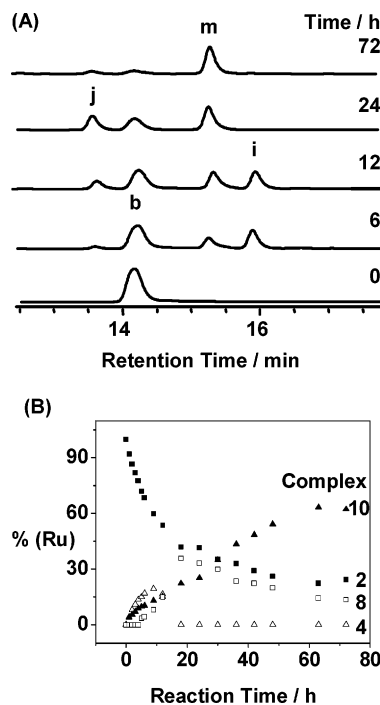 (A)
m
Time / h
72
j
24
i
12
b
6
0
14
16
Retention Time / min
(B)
90
60
30
0
% (Ru)
Complex
10
2
8
4
0
20
40
60
80
Reaction Time / h